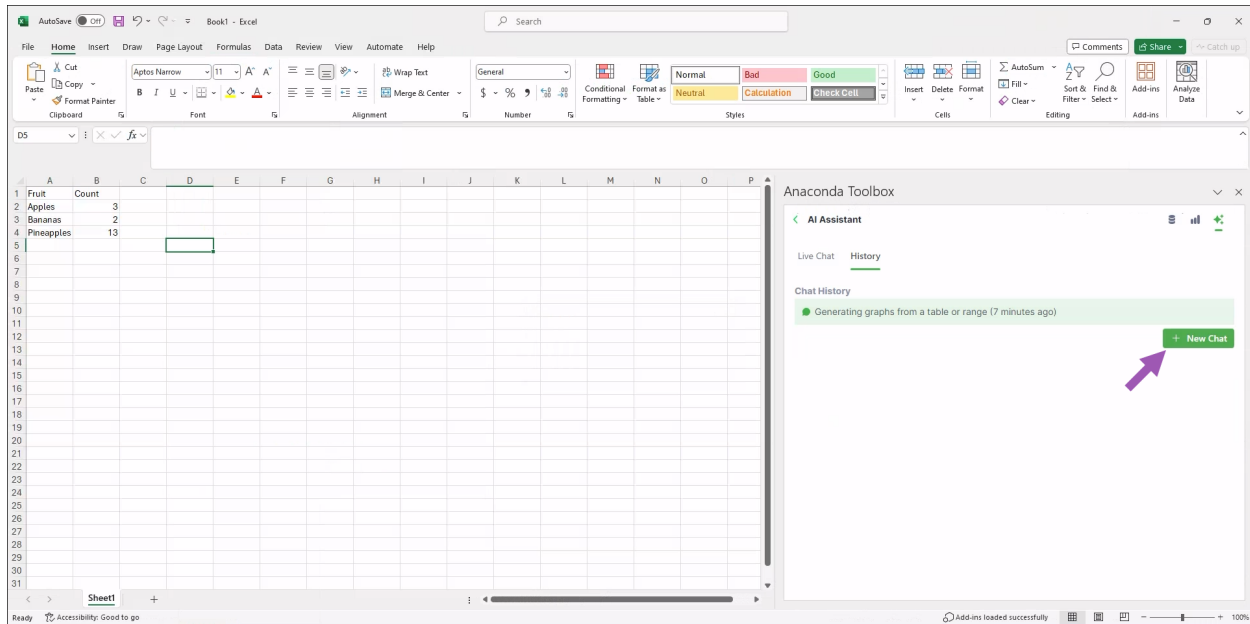 AutoSave Off Book1 - Excel Search
File Home Insert Draw Page Layout Formulas Data Review View Automate Help Comments Share Catch up
Paste Cut Copy Format Painter
Aptos Narrow 11 A A
B I U A
Wrap Text
Merge & Center
General
$ % 9
Conditional Formatting Format as Table
Normal Bad Good
Neutral Calculation Check Cell
Insert Delete Format
AutoSum
Fill
Clear
Sort & Filter Find & Select
Add-ins
Analyze Data
Clipboard Font Alignment Number Styles Cells Editing Add-ins
D5 fx
A B C D E F G H I J K L M N O P
1 Fruit Count
2 Apples 3
3 Bananas 2
4 Pineapples 13
5
6
7
8
9
10
11
12
13
14
15
16
17
18
19
20
21
22
23
24
25
26
27
28
29
30
31
Anaconda Toolbox
AI Assistant
Live Chat History
Chat History
Generating graphs from a table or range (7 minutes ago)
+ New Chat
Sheet1 +
Ready Accessibility: Good to go Add-ins loaded successfully - + 100%